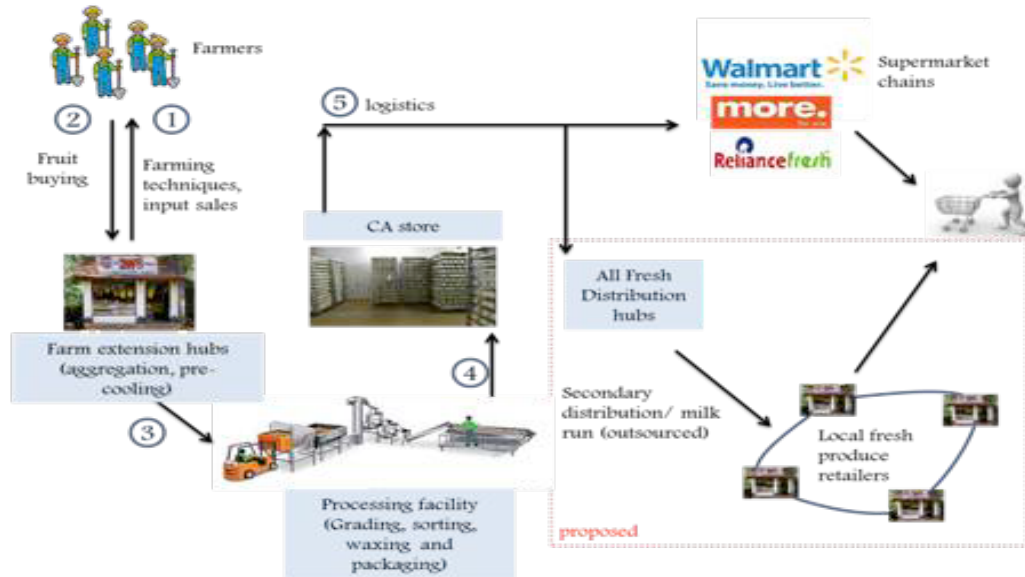 Farmers
2
1
Fruit
buying
Farming
techniques,
input sales
Farm extension hubs
(aggregation, pre-
cooling)
3
Processing facility
(Grading, sorting,
waxing and
packaging)
4
CA store
5
logistics
Walmart
Save money. Live better.
more.
Reliance fresh
Supermarket
chains
All Fresh
Distribution
hubs
Secondary
distribution/ milk
run (outsourced)
Local fresh
produce
retailers
proposed